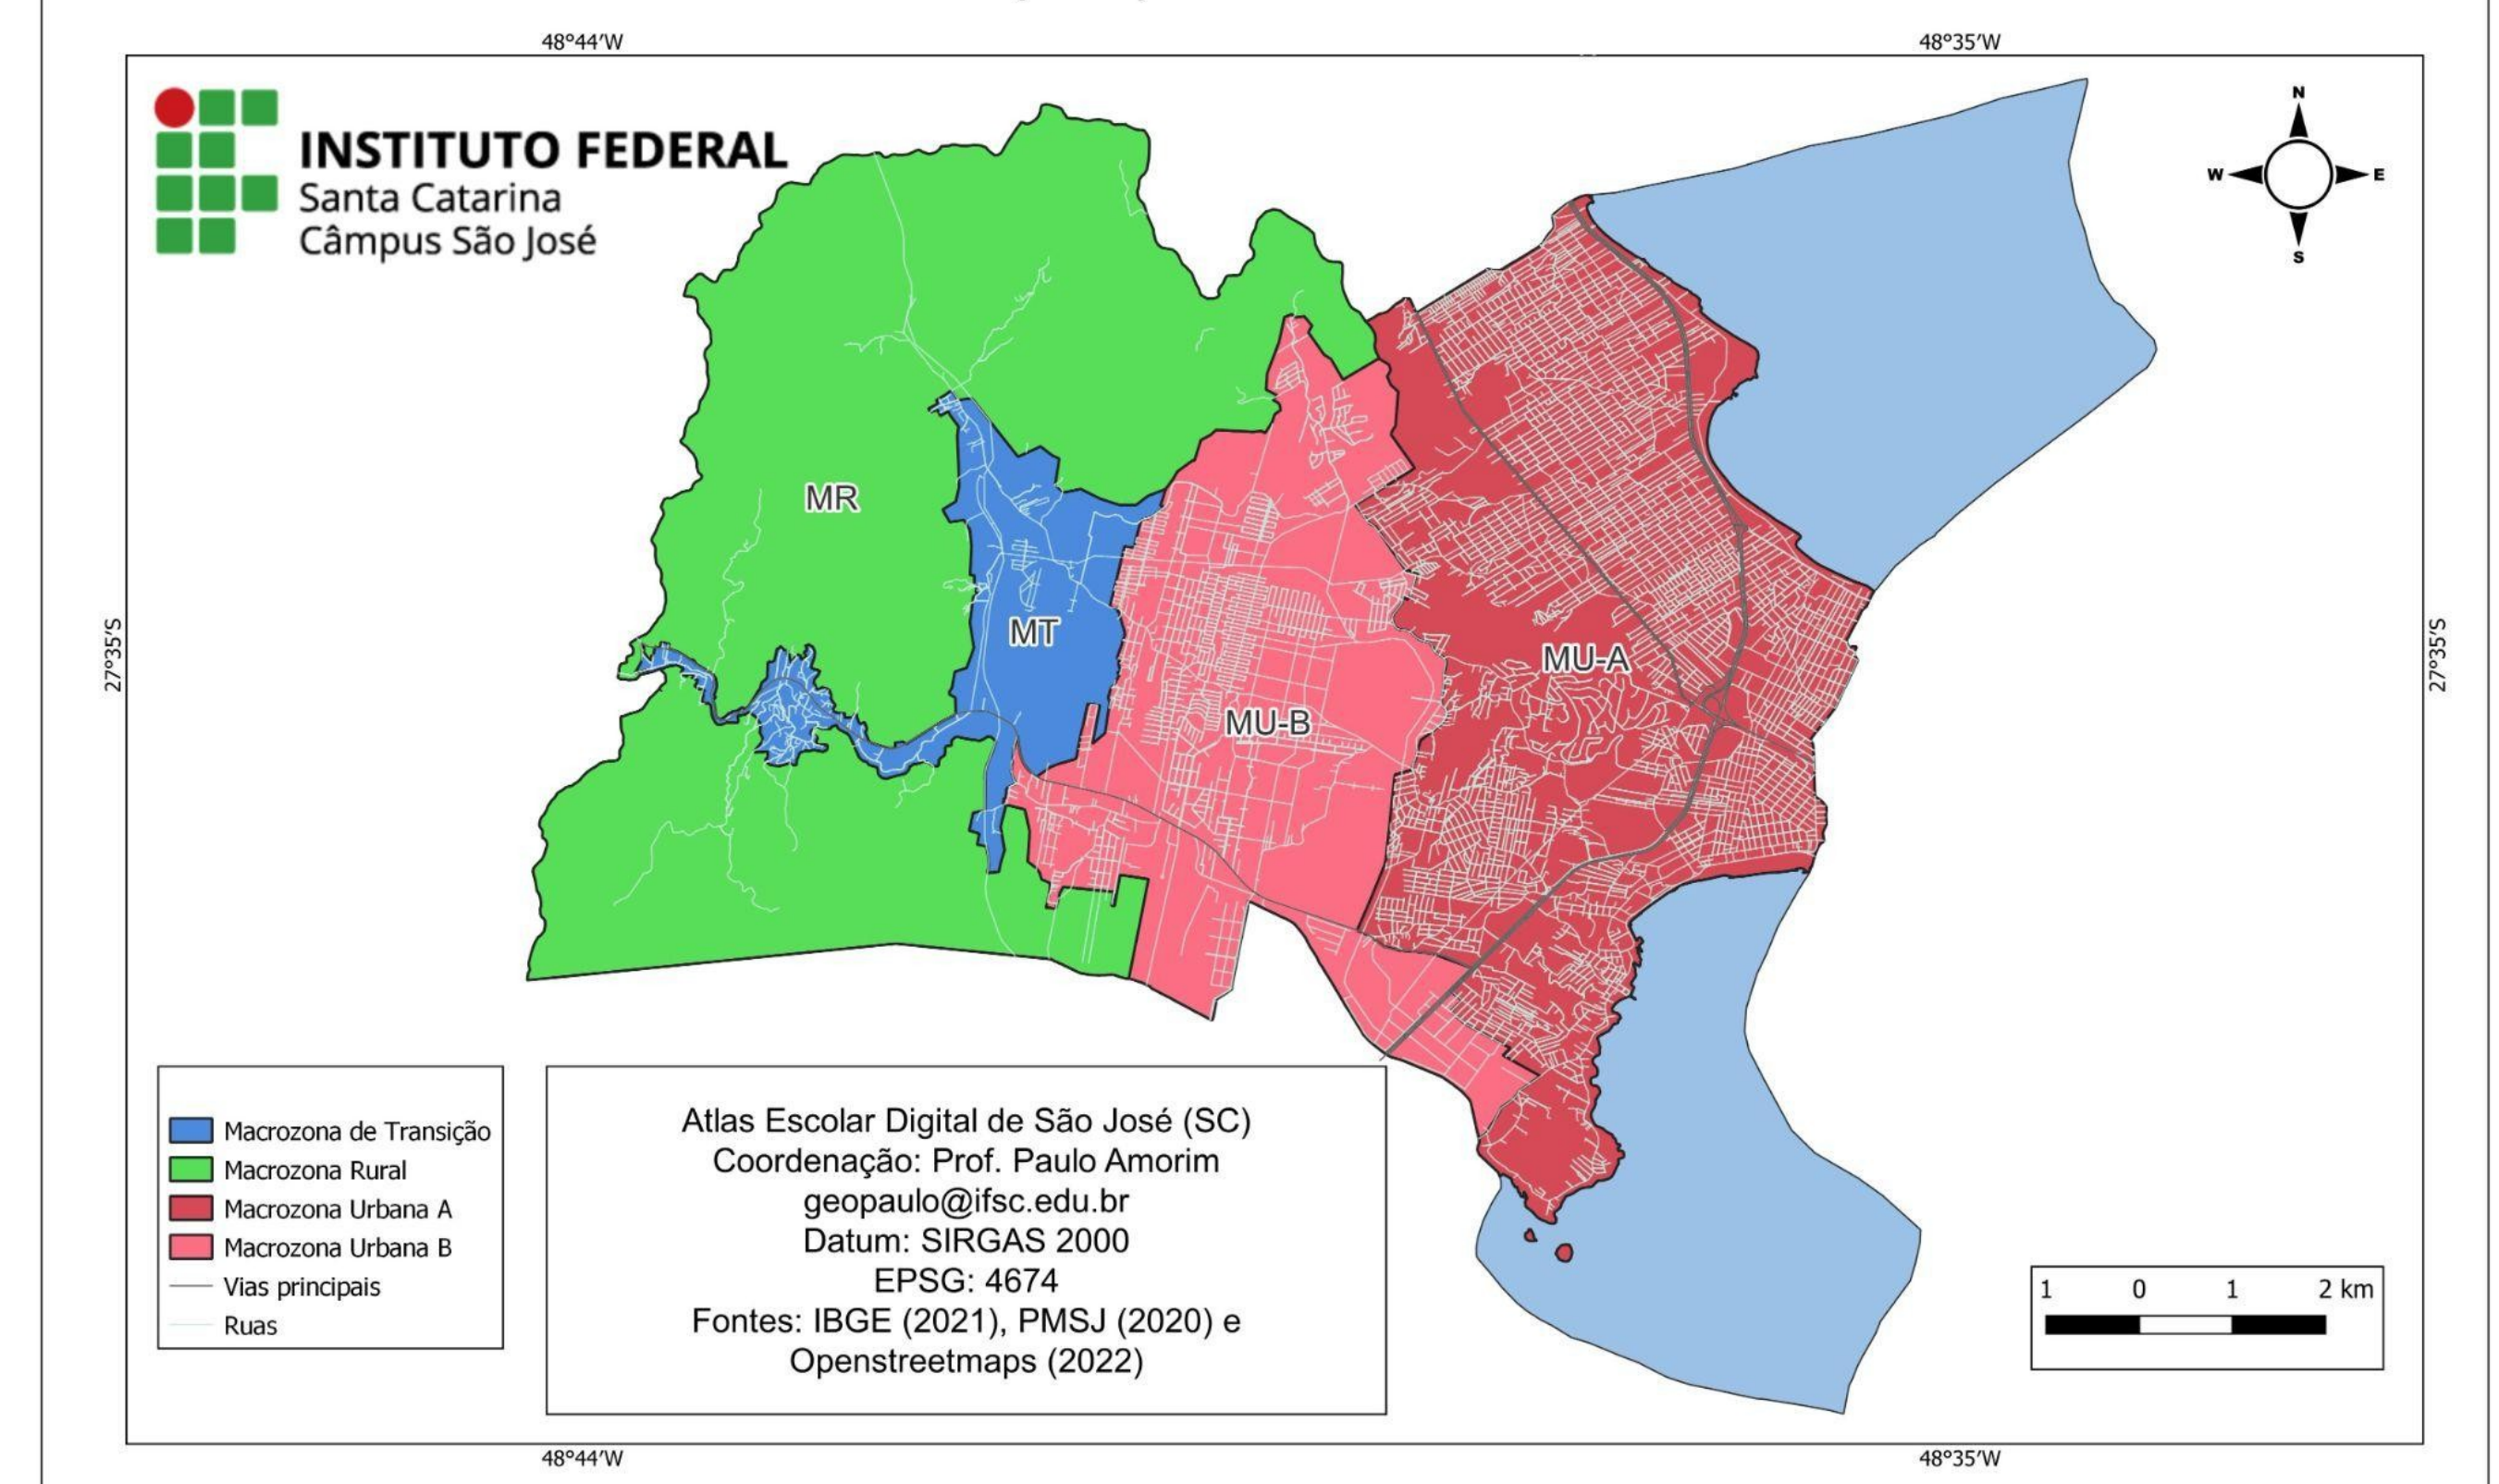 48°44'W
48°35'W
INSTITUTO FEDERAL
Santa Catarina
Câmpus São José
N
W
E
S
MR
27°35'S
27°35'S
MT
MU-A
MU-B
Macrozona de Transição
Macrozona Rural
Macrozona Urbana A
Macrozona Urbana B
Vias principais
Ruas
Atlas Escolar Digital de São José (SC)
Coordenação: Prof. Paulo Amorim
geopaulo@ifsc.edu.br
Datum: SIRGAS 2000
EPSG: 4674
Fontes: IBGE (2021), PMSJ (2020) e
Openstreetmaps (2022)
1 0 1 2 km
48°44'W
48°35'W